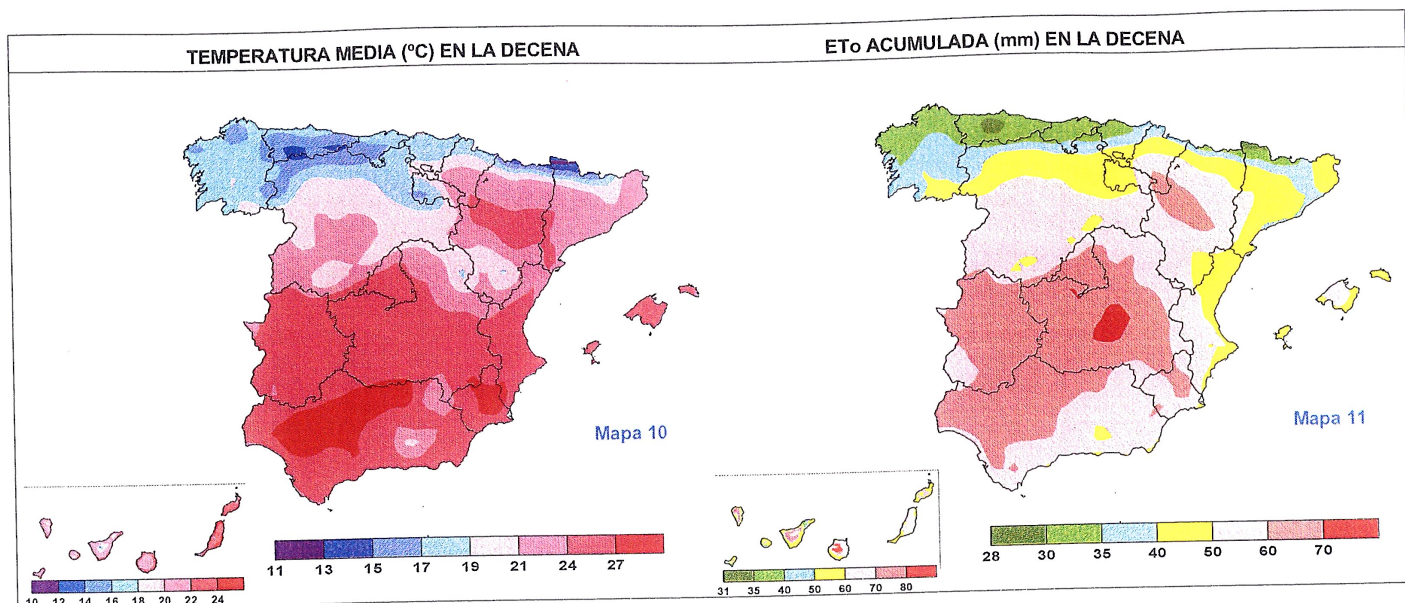 TEMPERATURA MEDIA (ºC) EN LA DECENA
ETo ACUMULADA (mm) EN LA DECENA
Mapa 10
Mapa 11
11 13 15 17 19 21 24 27
10 12 14 16 18 20 22 24
28 30 35 40 50 60 70
31 35 40 50 60 70 80